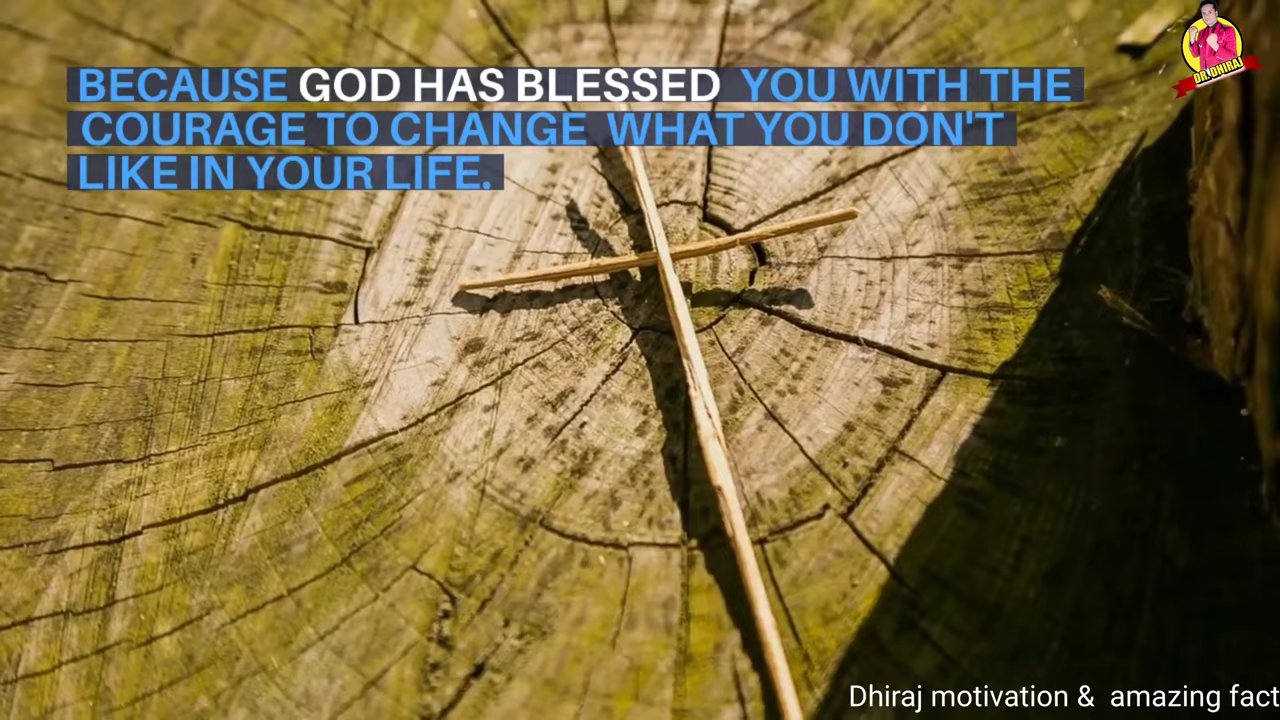 BECAUSE GOD HAS BLESSED YOU WITH THE
COURAGE TO CHANGE WHAT YOU DON'T
LIKE IN YOUR LIFE.
DR. DHIRAJ
Dhiraj motivation & amazing fact